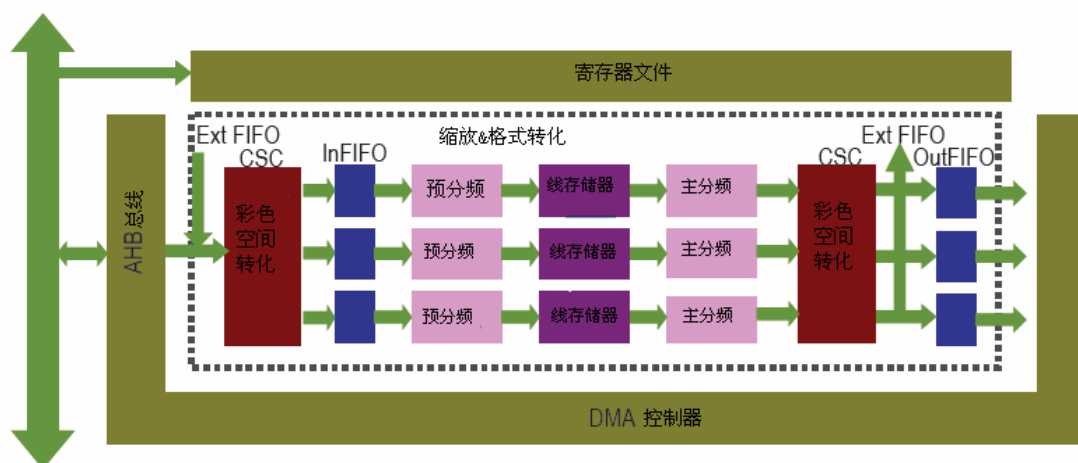 寄存器文件
Ext FIFO
CSC
InFIFO
缩放&格式转化
CSC
Ext FIFO
OutFIFO
AHB 总线
彩色
空间
转化
预分频
线存储器
主分频
预分频
线存储器
主分频
预分频
线存储器
主分频
彩色
空间
转化
DMA 控制器